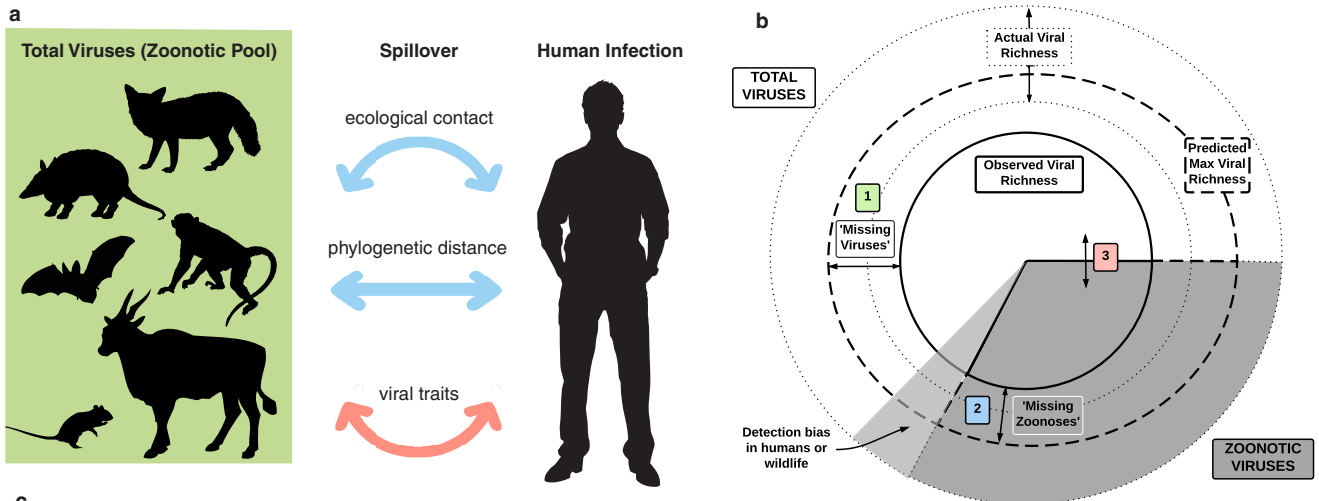 a
Total Viruses (Zoonotic Pool)
Spillover
Human Infection
ecological contact
phylogenetic distance
viral traits
b
Actual Viral
Richness
TOTAL
VIRUSES
Observed Viral
Richness
Predicted
Max Viral
Richness
1
'Missing
Viruses'
3
2
'Missing
Zoonoses'
Detection bias
in humans or
wildlife
ZOONOTIC
VIRUSES
c